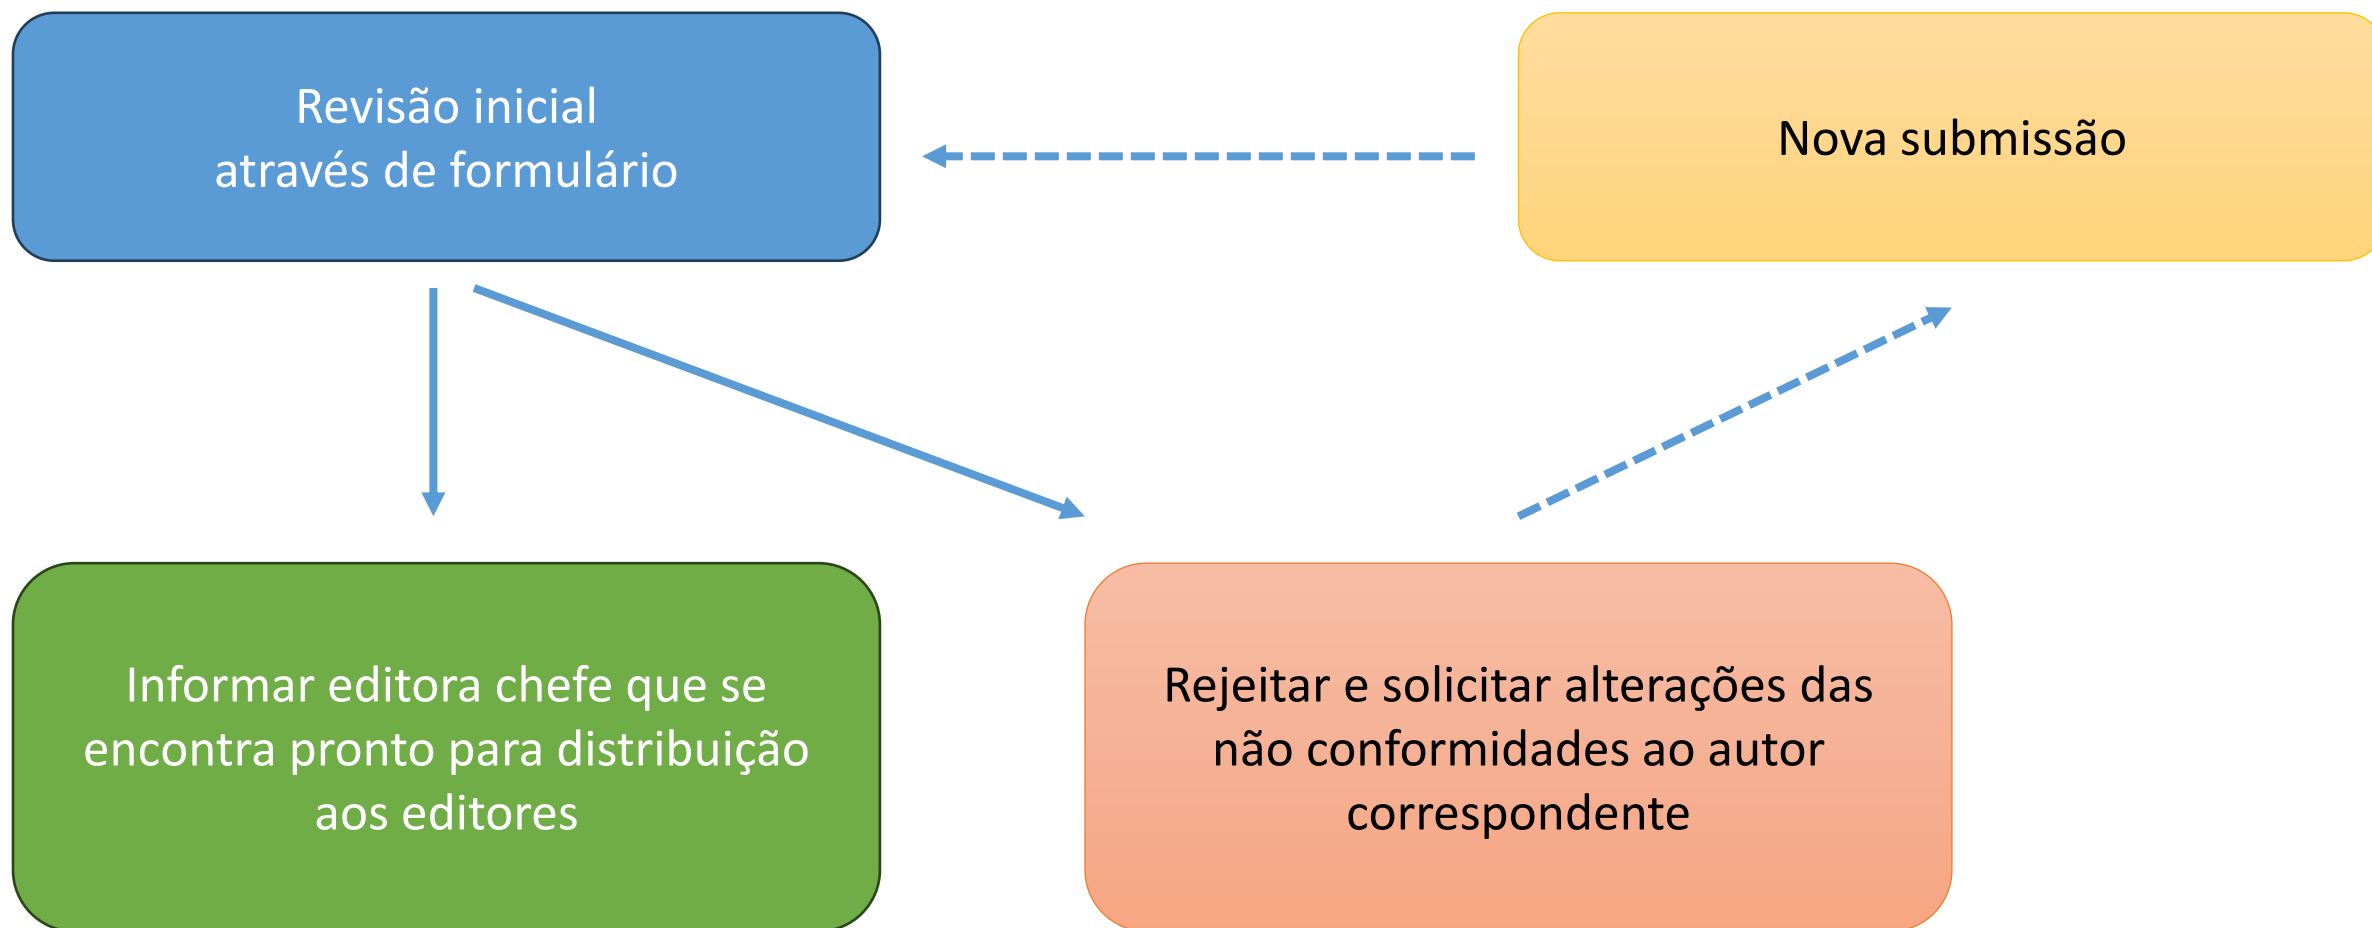 Revisão inicial
através de formulário
Nova submissão
Informar editora chefe que se
encontra pronto para distribuição
aos editores
Rejeitar e solicitar alterações das
não conformidades ao autor
correspondente